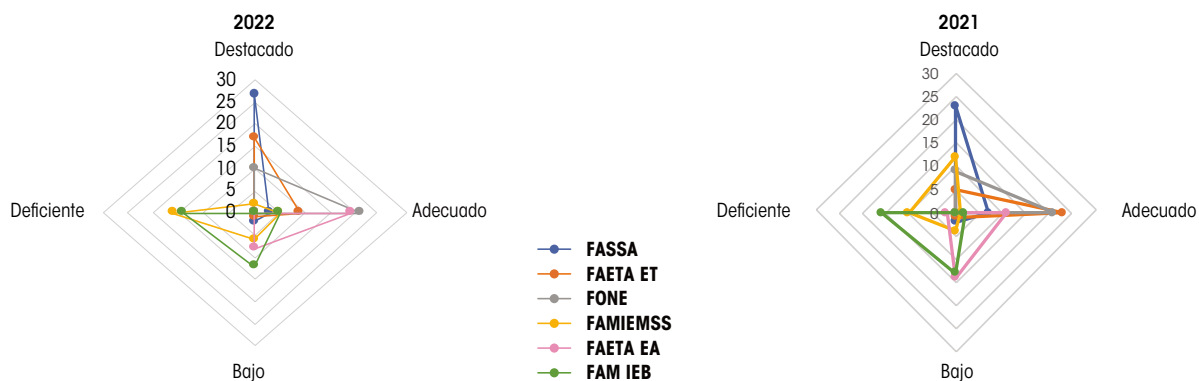 2022
Destacado
30
25
20
15
10
5
0
Deficiente
Adecuado
Bajo
FASSA
FAETA ET
FONE
FAMIEMSS
FAETA EA
FAM IEB
2021
Destacado
30
25
20
15
10
5
0
Deficiente
Adecuado
Bajo